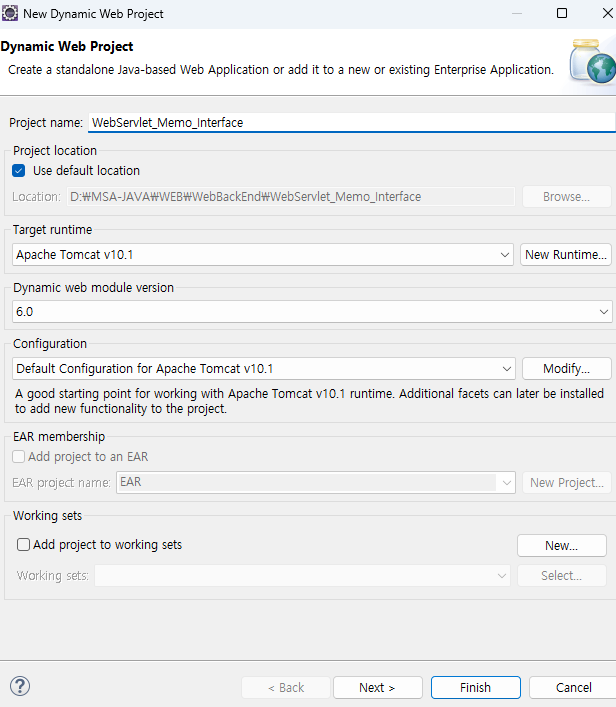 New Dynamic Web Project
Dynamic Web Project
Create a standalone Java-based Web Application or add it to a new or existing Enterprise Application.
Project name: WebServlet_Memo_Interface
Project location
Use default location
Location: D:₩MSA-JAVA₩WEB₩WebBackEnd₩WebServlet_Memo_Interface Browse...
Target runtime
Apache Tomcat v10.1 New Runtime...
Dynamic web module version
6.0
Configuration
Default Configuration for Apache Tomcat v10.1 Modify...
A good starting point for working with Apache Tomcat v10.1 runtime. Additional facets can later be installed
to add new functionality to the project.
EAR membership
Add project to an EAR
EAR project name: EAR New Project...
Working sets
Add project to working sets New...
Working sets: Select...
? < Back Next > Finish Cancel